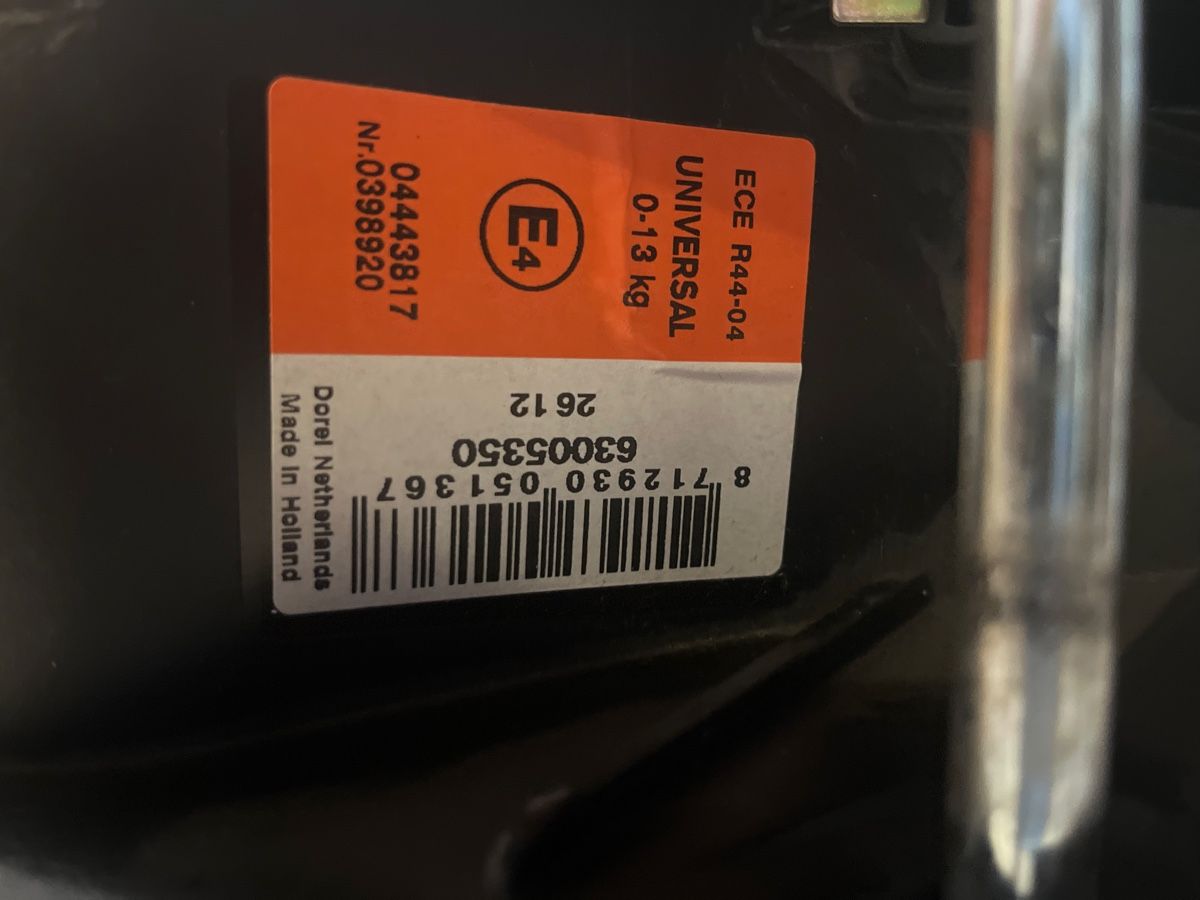 ECE R44-04
UNIVERSAL
0-13 kg
E4
04443817
Nr.0398920
26 12
63005350
8 712930 051367
Dorel Netherlands
Made in Holland